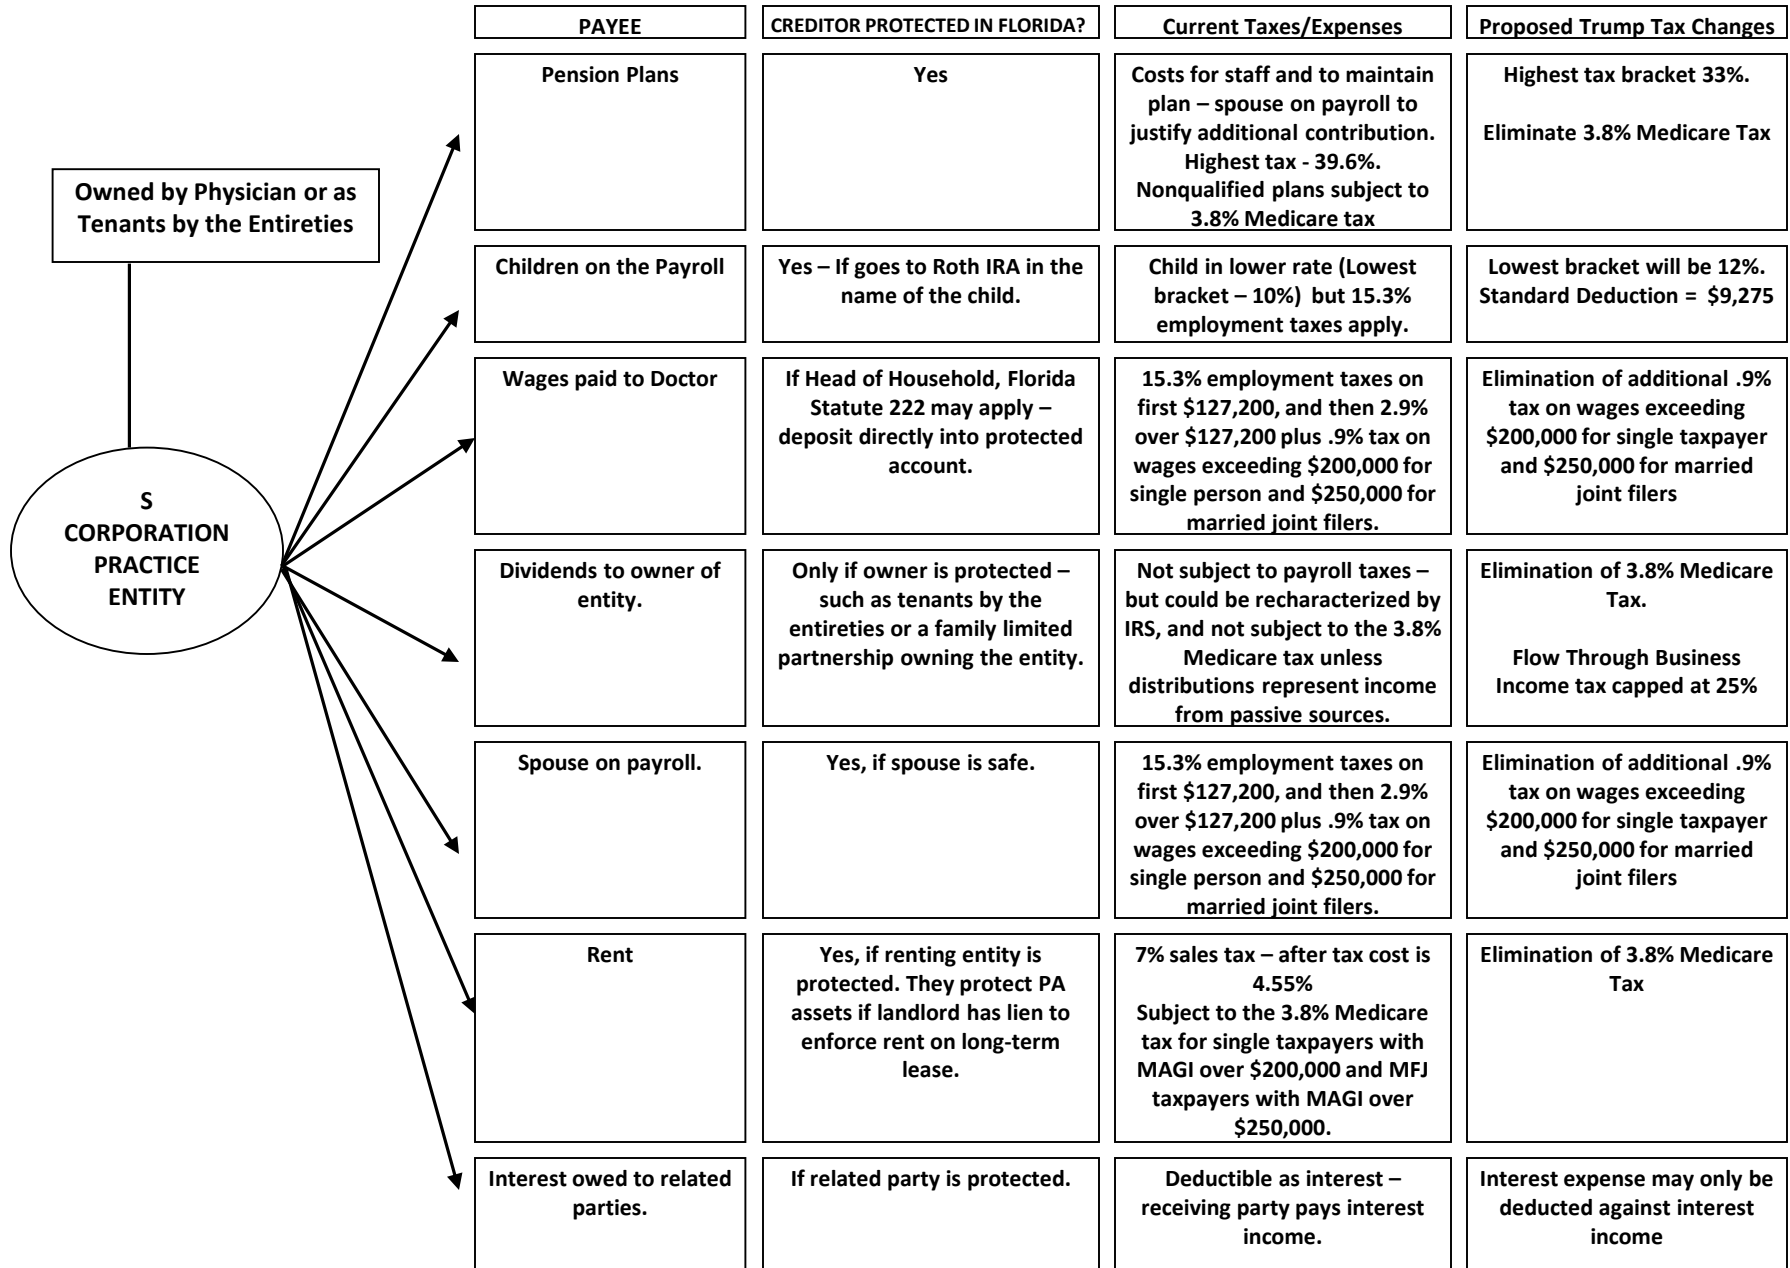 PAYEE
CREDITOR PROTECTED IN FLORIDA?
Current Taxes/Expenses
Proposed Trump Tax Changes
Owned by Physician or as
Tenants by the Entireties
S
CORPORATION
PRACTICE
ENTITY
Pension Plans
Yes
Costs for staff and to maintain
plan – spouse on payroll to
justify additional contribution.
Highest tax - 39.6%.
Nonqualified plans subject to
3.8% Medicare tax
Highest tax bracket 33%.
Eliminate 3.8% Medicare Tax
Children on the Payroll
Yes – If goes to Roth IRA in the
name of the child.
Child in lower rate (Lowest
bracket – 10%) but 15.3%
employment taxes apply.
Lowest bracket will be 12%.
Standard Deduction = $9,275
Wages paid to Doctor
If Head of Household, Florida
Statute 222 may apply –
deposit directly into protected
account.
15.3% employment taxes on
first $127,200, and then 2.9%
over $127,200 plus .9% tax on
wages exceeding $200,000 for
single person and $250,000 for
married joint filers.
Elimination of additional .9%
tax on wages exceeding
$200,000 for single taxpayer
and $250,000 for married
joint filers
Dividends to owner of
entity.
Only if owner is protected –
such as tenants by the
entireties or a family limited
partnership owning the entity.
Not subject to payroll taxes –
but could be recharacterized by
IRS, and not subject to the 3.8%
Medicare tax unless
distributions represent income
from passive sources.
Elimination of 3.8% Medicare
Tax.
Flow Through Business
Income tax capped at 25%
Spouse on payroll.
Yes, if spouse is safe.
15.3% employment taxes on
first $127,200, and then 2.9%
over $127,200 plus .9% tax on
wages exceeding $200,000 for
single person and $250,000 for
married joint filers.
Elimination of additional .9%
tax on wages exceeding
$200,000 for single taxpayer
and $250,000 for married
joint filers
Rent
Yes, if renting entity is
protected. They protect PA
assets if landlord has lien to
enforce rent on long-term
lease.
7% sales tax – after tax cost is
4.55%
Subject to the 3.8% Medicare
tax for single taxpayers with
MAGI over $200,000 and MFJ
taxpayers with MAGI over
$250,000.
Elimination of 3.8% Medicare
Tax
Interest owed to related
parties.
If related party is protected.
Deductible as interest –
receiving party pays interest
income.
Interest expense may only be
deducted against interest
income